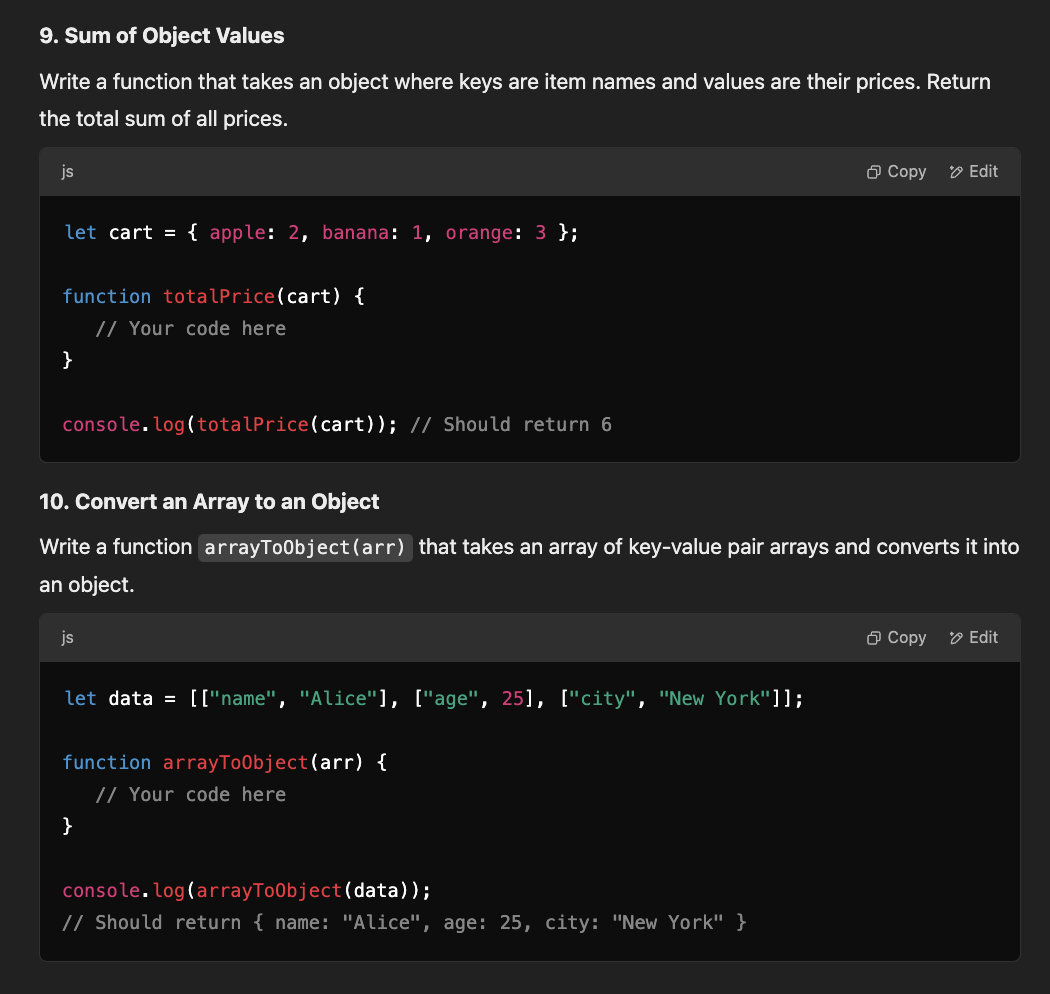 9. Sum of Object Values
Write a function that takes an object where keys are item names and values are their prices. Return
the total sum of all prices.
js
Copy
Edit
let cart = { apple: 2, banana: 1, orange: 3 };
function totalPrice(cart) {
// Your code here
}
console.log(totalPrice(cart)); // Should return 6
10. Convert an Array to an Object
Write a function arrayToObject(arr) that takes an array of key-value pair arrays and converts it into
an object.
js
Copy
Edit
let data = [["name", "Alice"], ["age", 25], ["city", "New York"]];
function arrayToObject(arr) {
// Your code here
}
console.log(arrayToObject(data));
// Should return { name: "Alice", age: 25, city: "New York" }